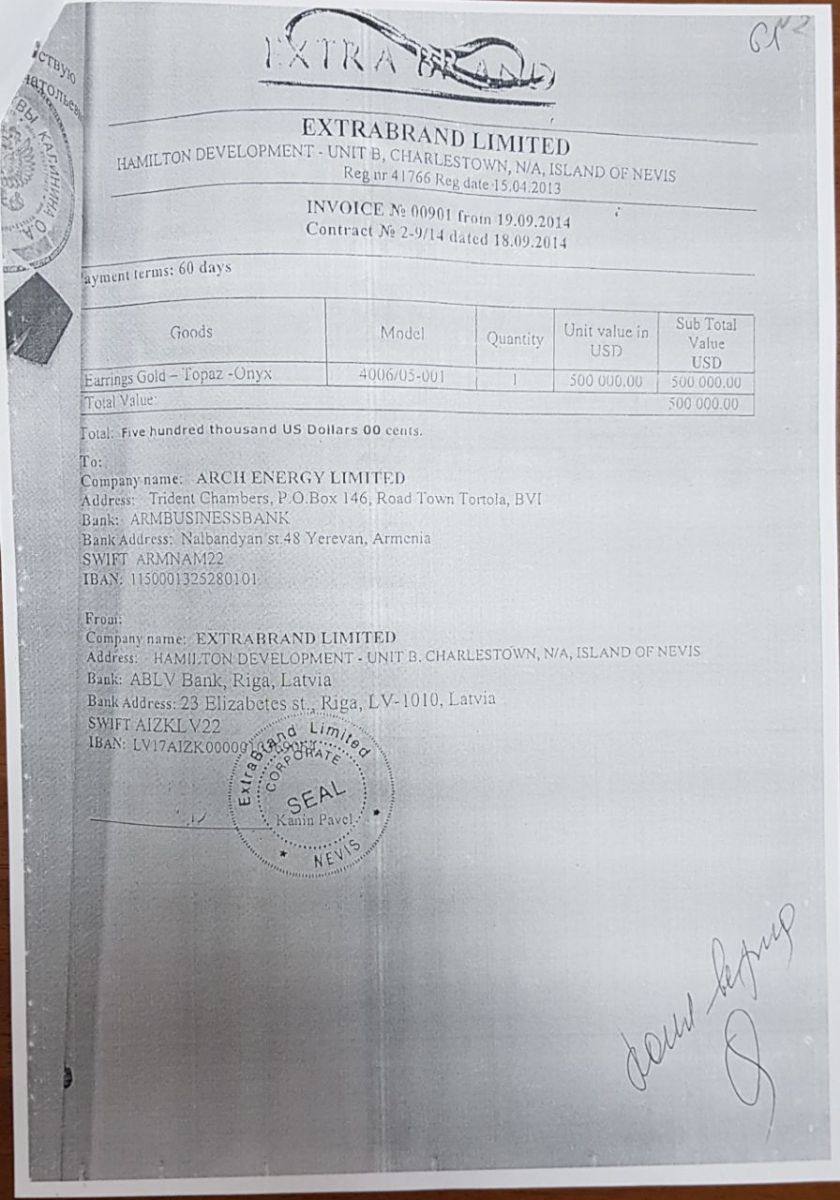 ствую
натольев
ВЫ КАЛИНИНА О.А.
EXTRA BRAND
EXTRABRAND LIMITED
HAMILTON DEVELOPMENT - UNIT B, CHARLESTOWN, N/A, ISLAND OF NEVIS
Reg nr 41766 Reg date 15.04.2013
INVOICE № 00901 from 19.09.2014
Contract № 2-9/14 dated 18.09.2014
ayment terms: 60 days
Goods Model Quantity Unit value in USD Sub Total Value USD
Earrings Gold – Topaz -Onyx 4006/05-001 1 500 000.00 500 000.00
Total Value: 500 000.00
Total: Five hundred thousand US Dollars 00 cents.
To:
Company name: ARCH ENERGY LIMITED
Address: Trident Chambers, P.O.Box 146, Road Town Tortola, BVI
Bank: ARMBUSINESSBANK
Bank Address: Nalbandyan st.48 Yerevan, Armenia
SWIFT ARMNAM22
IBAN: 1150001325280101
From:
Company name: EXTRABRAND LIMITED
Address: HAMILTON DEVELOPMENT - UNIT B, CHARLESTOWN, N/A, ISLAND OF NEVIS
Bank: ABLV Bank, Riga, Latvia
Bank Address: 23 Elizabetes st., Riga, LV-1010, Latvia
SWIFT AIZKLV22
IBAN:
ExtraBrand Limited
CORPORATE
SEAL
Kanin Pavel
NEVIS